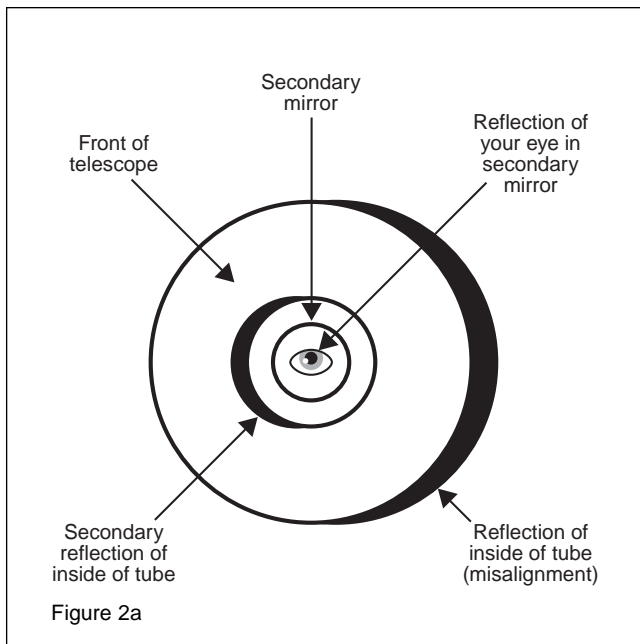 Secondary
mirror
Front of
telescope
Reflection of
your eye in
secondary
mirror
Secondary
reflection of
inside of tube
Reflection of
inside of tube
(misalignment)
Figure 2a